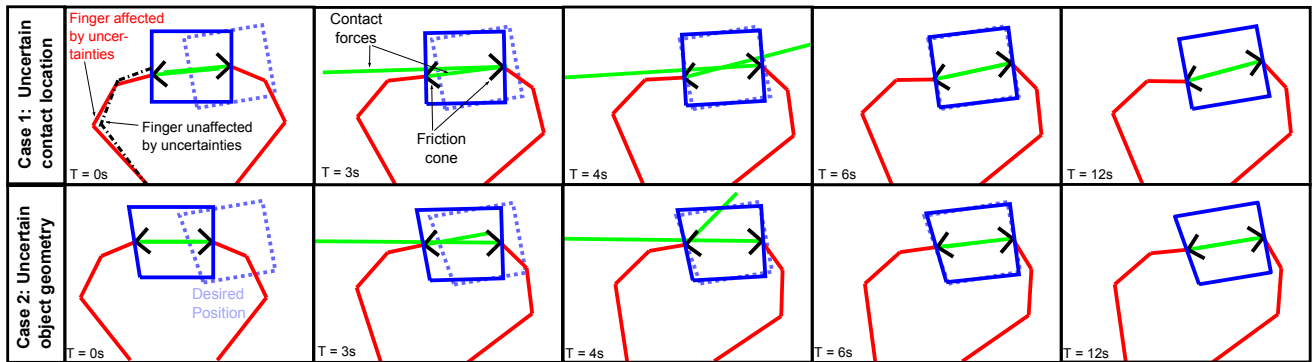 Case 1: Uncertain
contact location
Finger affected
by uncer-
tainties
Finger unaffected
by uncertainties
T = 0s
Contact
forces
Friction
cone
T = 3s
T = 4s
T = 6s
T = 12s
Case 2: Uncertain
object geometry
Desired
Position
T = 0s
T = 3s
T = 4s
T = 6s
T = 12s